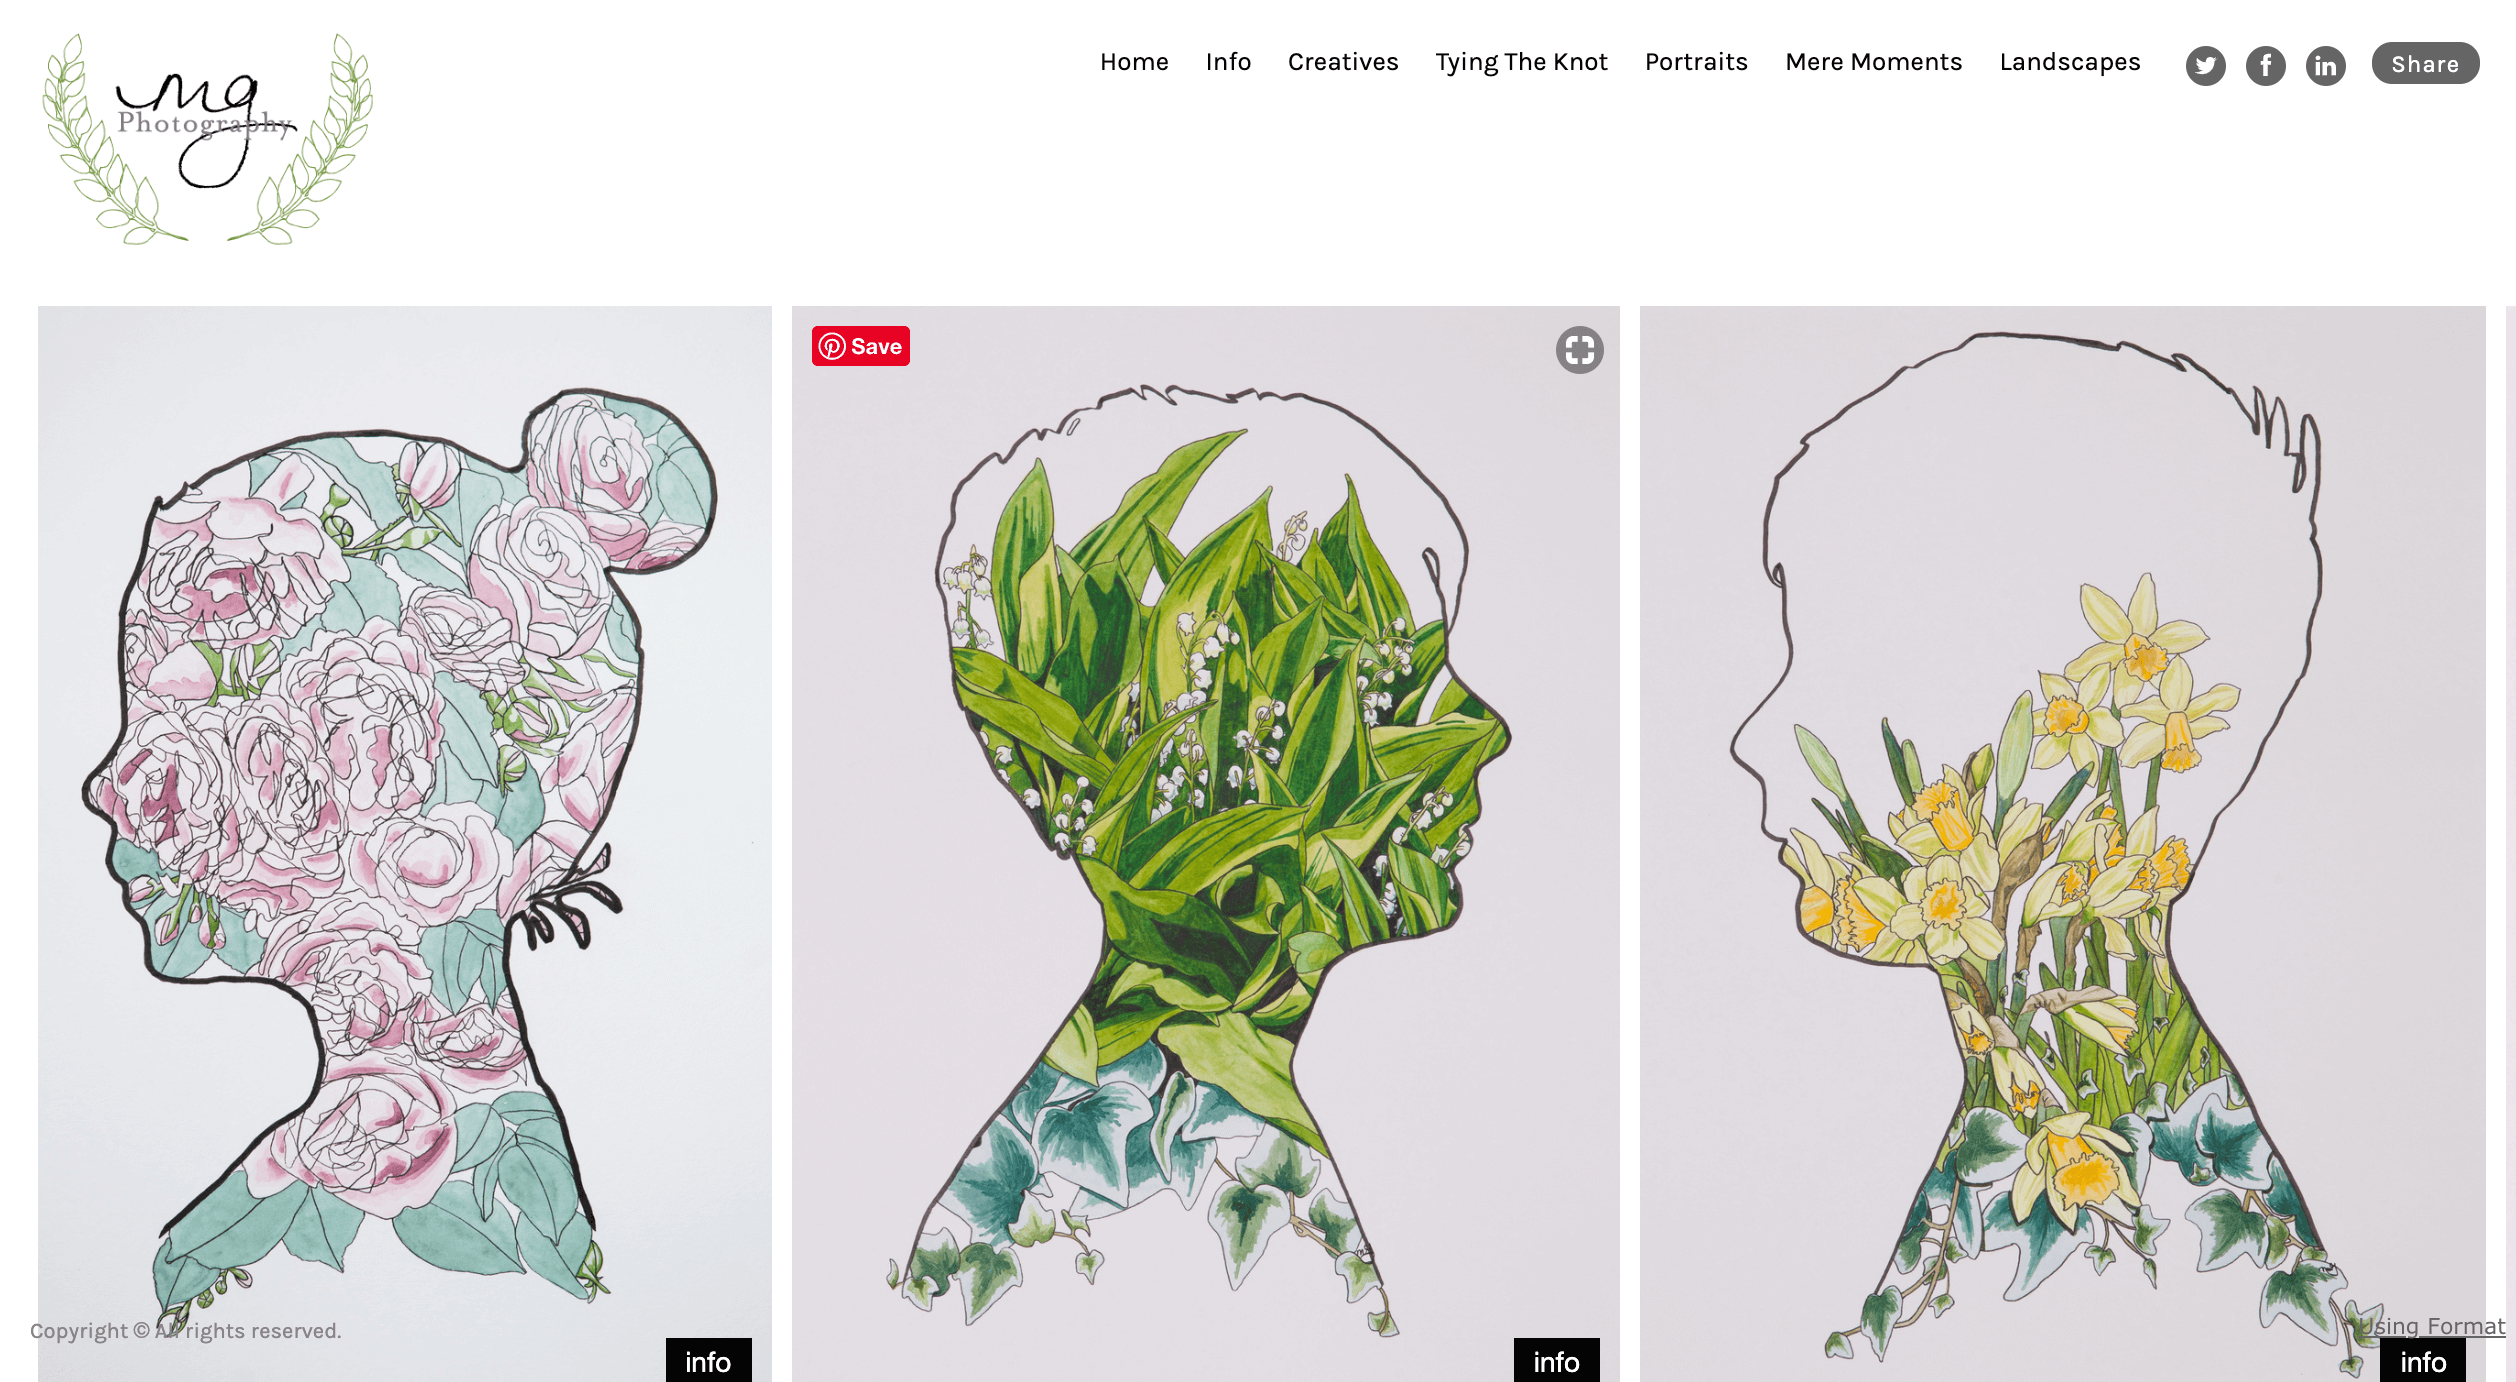 mg
Photography
Home Info Creatives Tying The Knot Portraits Mere Moments Landscapes Share
Save
Copyright © All rights reserved.
Using Format
info info info